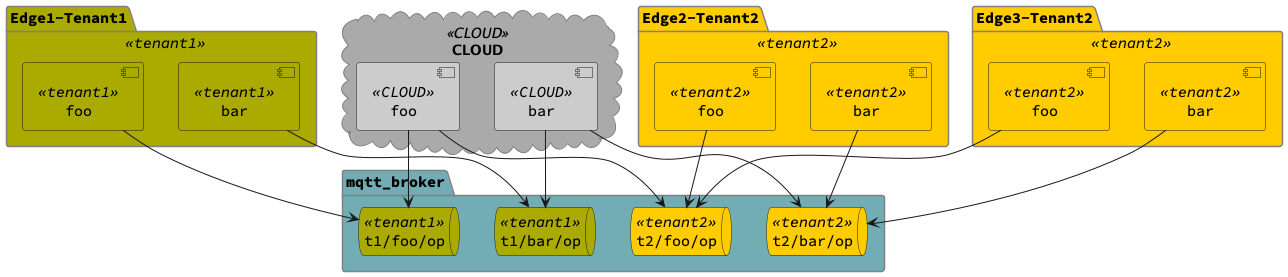 Edge1-Tenant1
«tenant1»
«tenant1»
foo
«tenant1»
bar
«CLOUD»
CLOUD
«CLOUD»
foo
«CLOUD»
bar
Edge2-Tenant2
«tenant2»
«tenant2»
foo
«tenant2»
bar
Edge3-Tenant2
«tenant2»
«tenant2»
foo
«tenant2»
bar
mqtt_broker
«tenant1»
t1/foo/op
«tenant1»
t1/bar/op
«tenant2»
t2/foo/op
«tenant2»
t2/bar/op